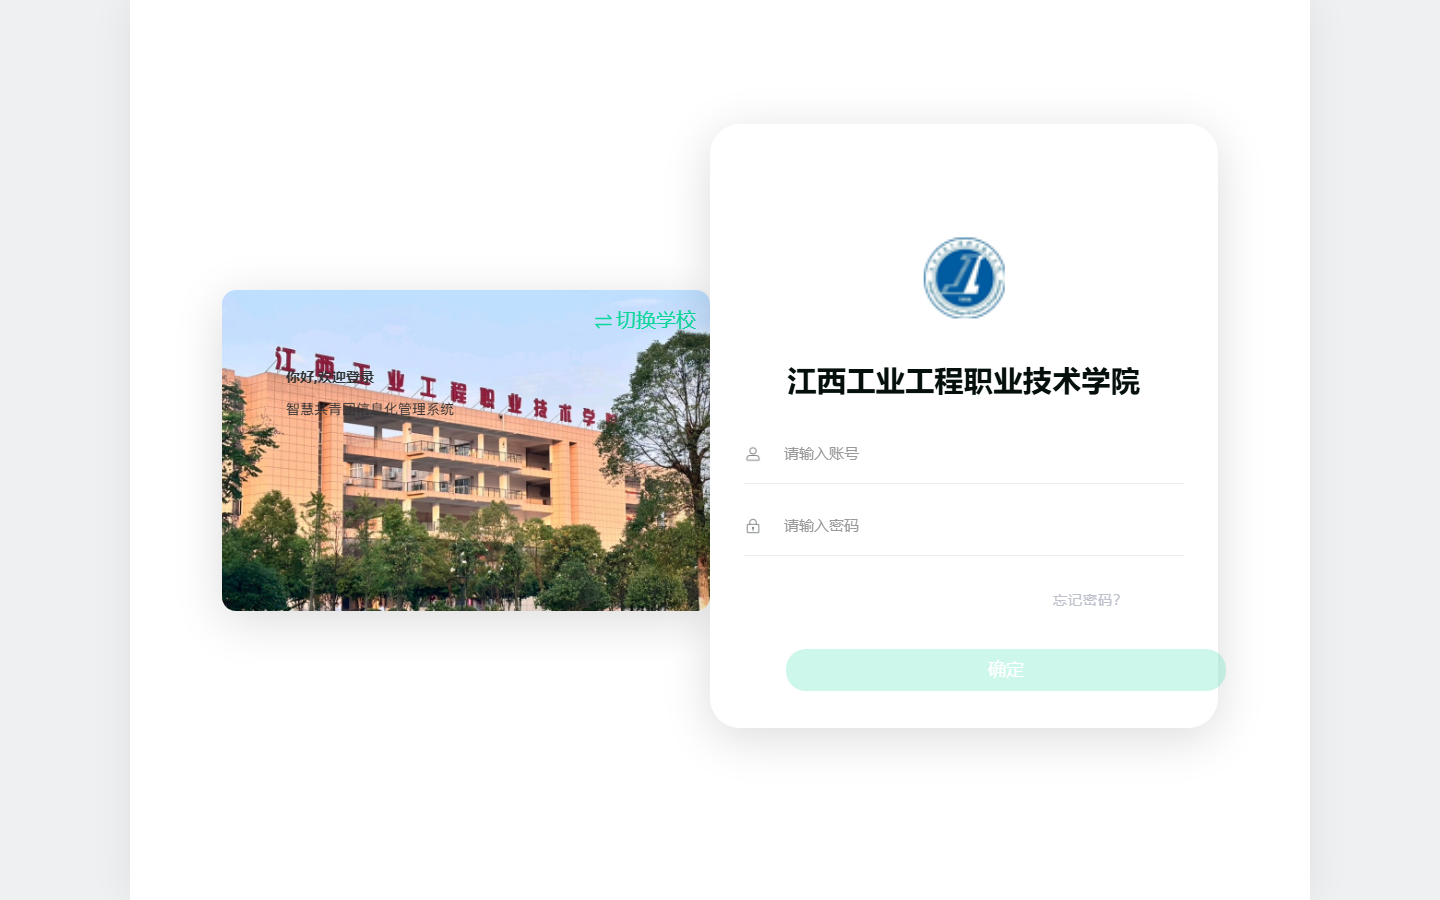 切换学校
江西工业工程职业技术学
你好,欢迎登录
智慧共青团信息化管理系统
江西工业工程职业技术学院
请输入账号
请输入密码
忘记密码?
确定